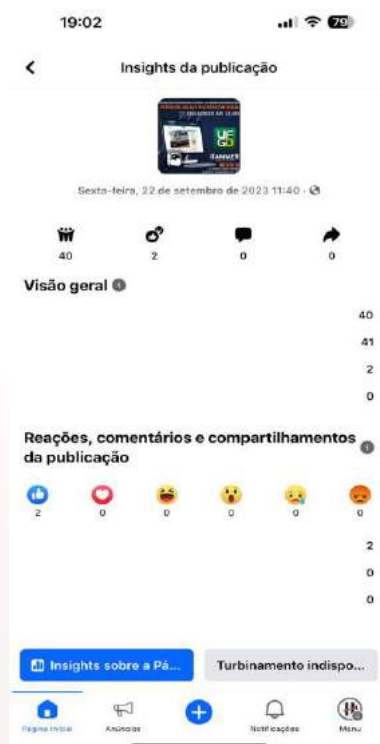 19:02
79
Insights da publicação
UFGD
Sexta-feira, 22 de setembro de 2023 11:40 ·
40 2 0 0
Visão geral
40
41
2
0
Reações, comentários e compartilhamentos
da publicação
2 0 0 0 0 0
2
0
0
Insights sobre a Pá... Turbinamento indispo...
Página inicial Anúncios Notificações Menu